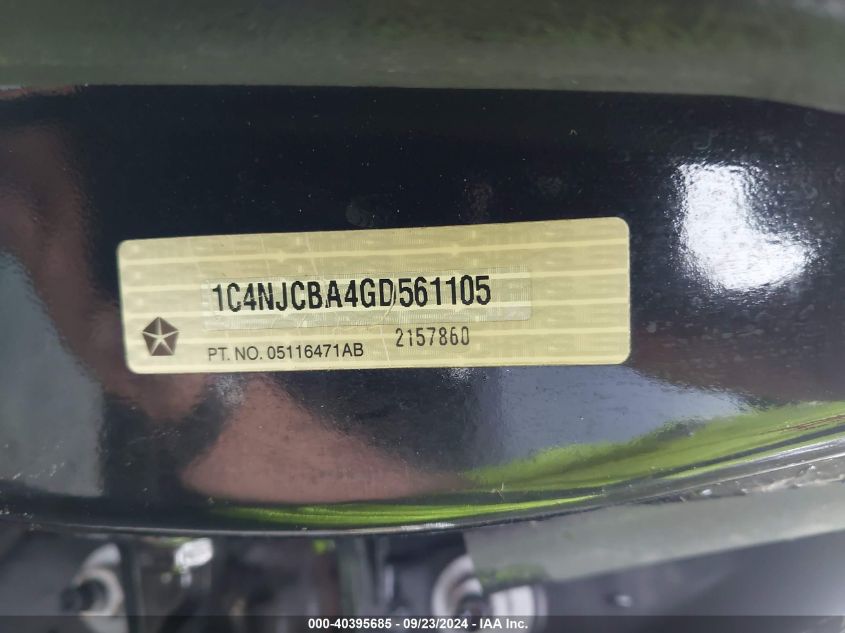 1C4NJCBA4GD561105
PT. NO. 05116471AB 2157860
000-40395685 - 09/23/2024 - IAA Inc.